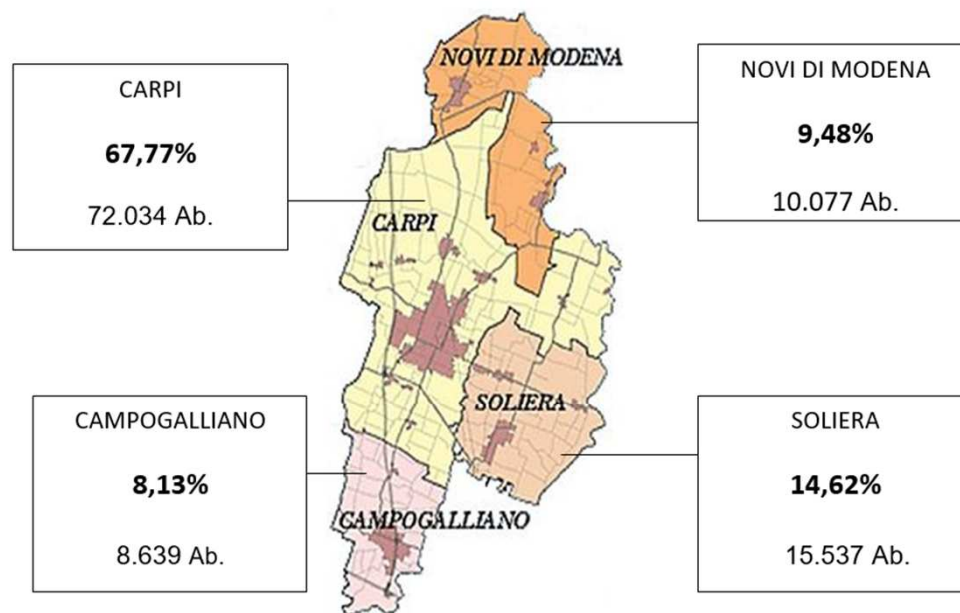 CARPI
67,77%
72.034 Ab.
NOVI DI MODENA
9,48%
10.077 Ab.
NOVI DI MODENA
CARPI
SOLIERA
CAMPOGALLIANO
CAMPOGALLIANO
8,13%
8.639 Ab.
SOLIERA
14,62%
15.537 Ab.